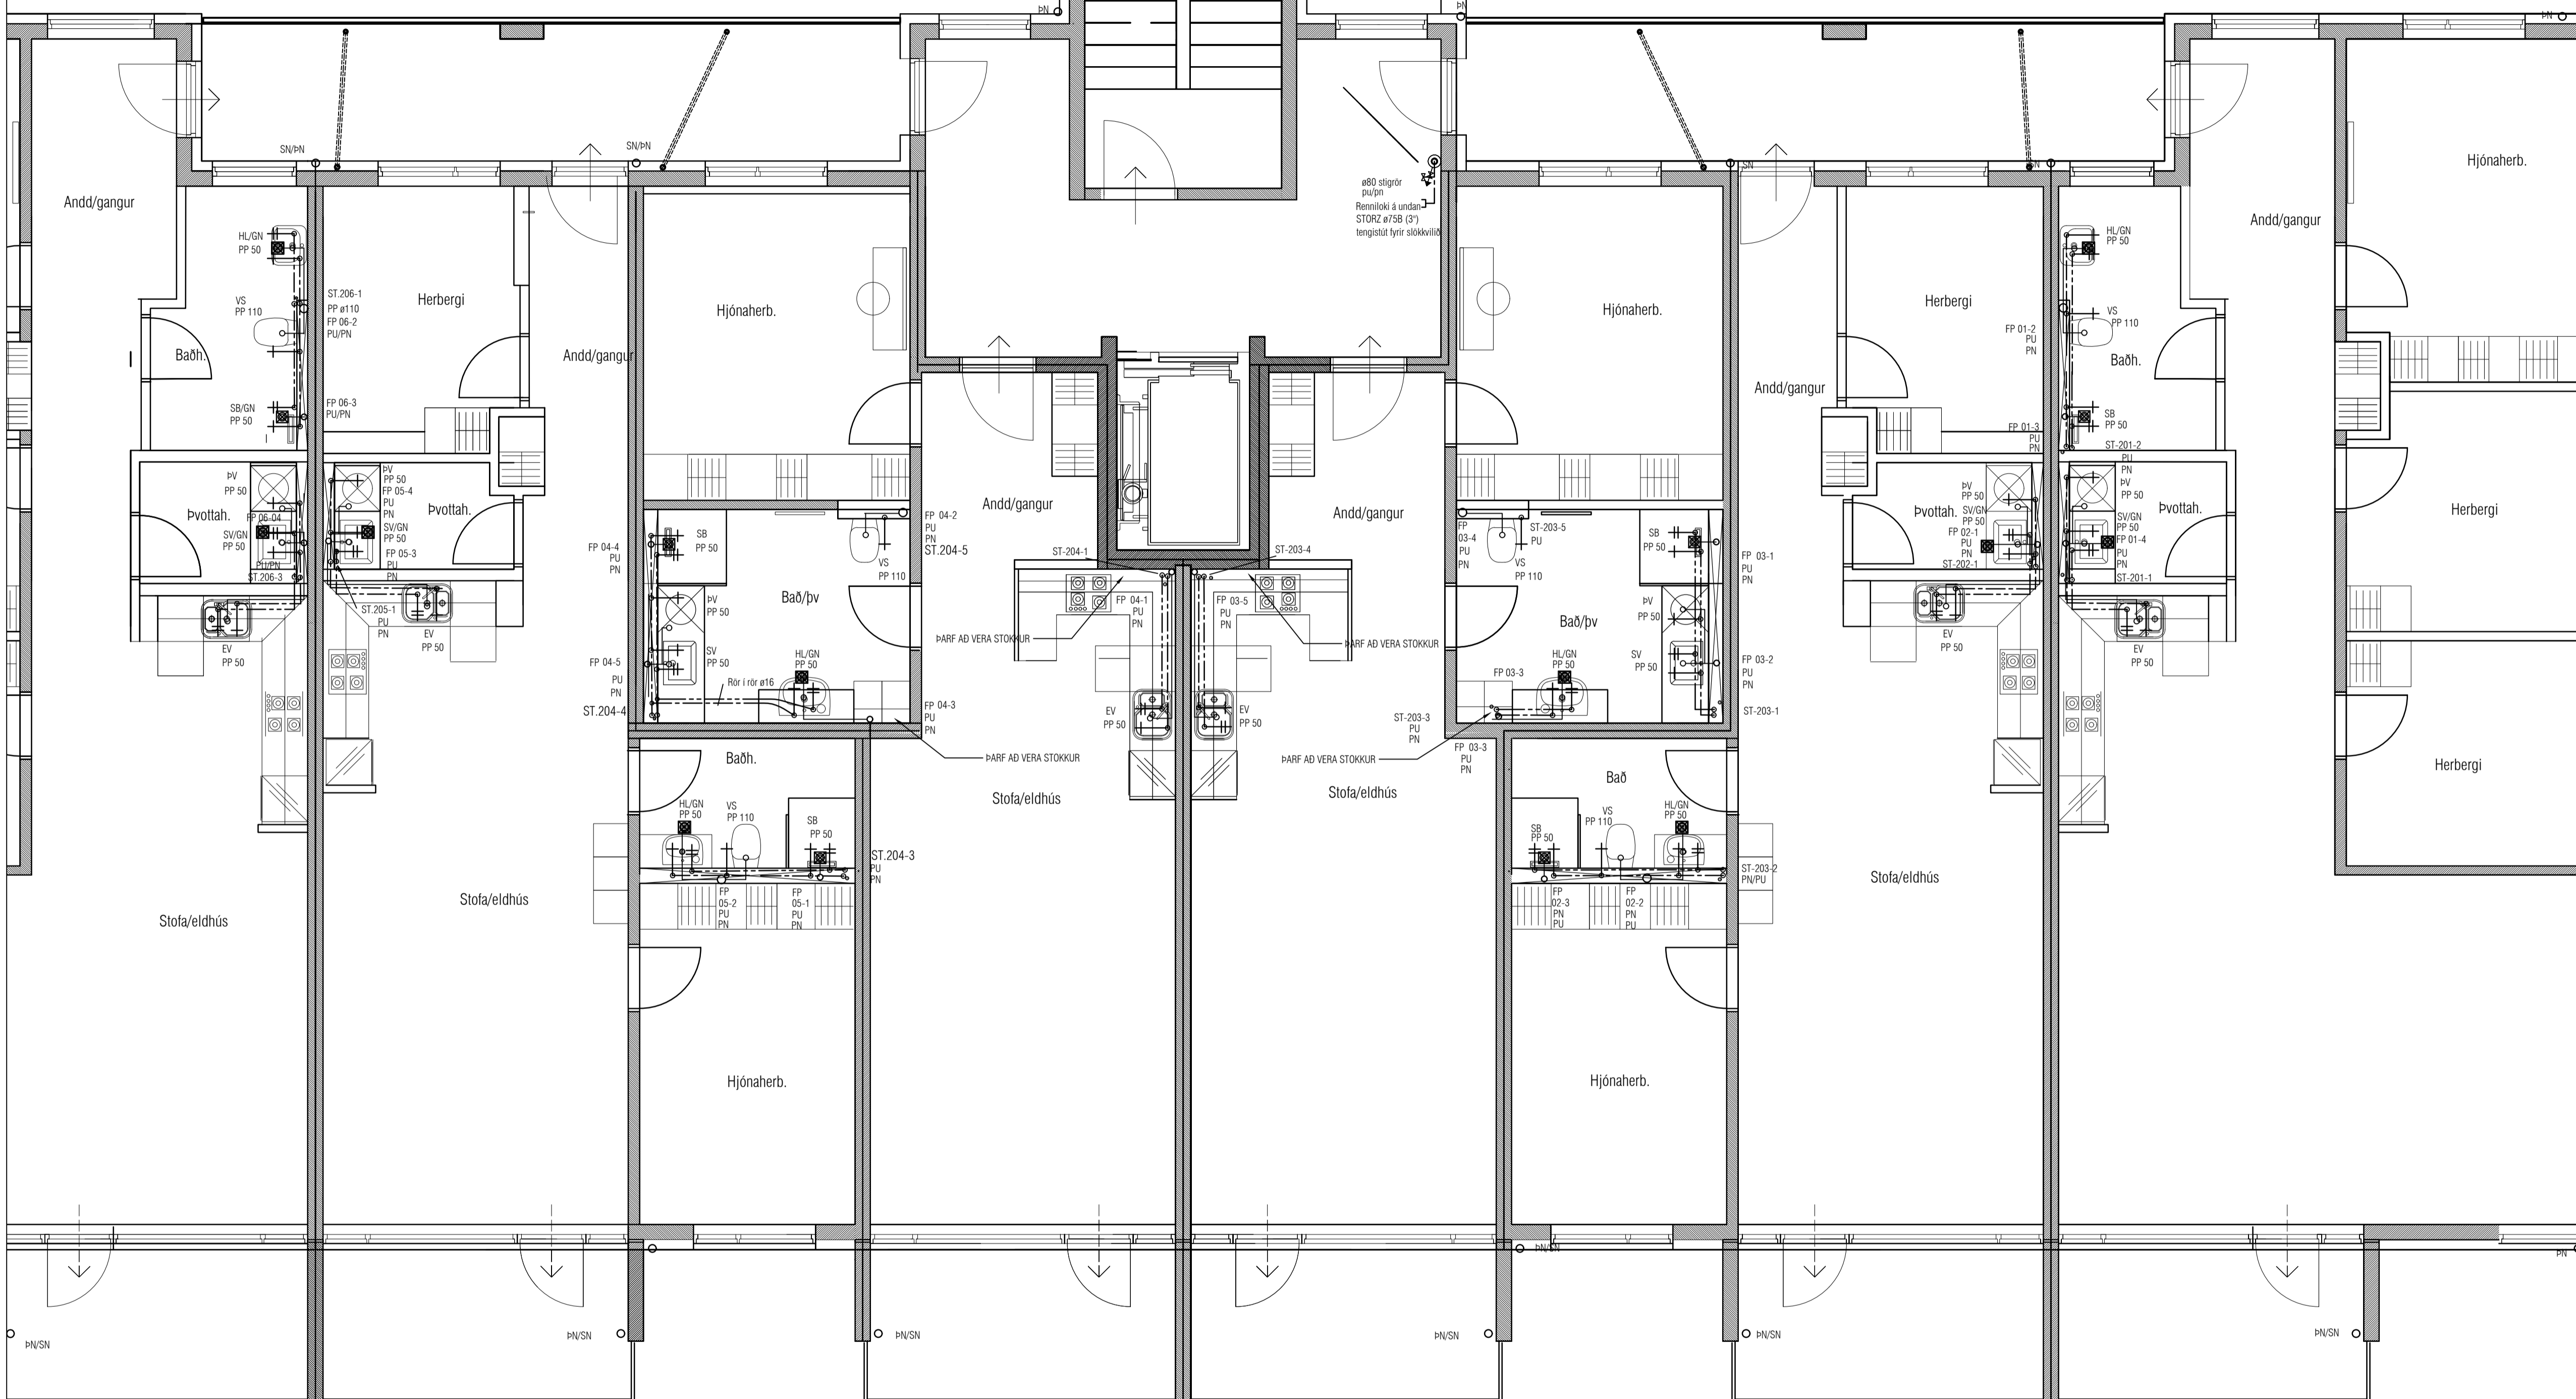 ÞN
ÞN
ÞN
SN/ÞN
SN/ÞN
SN
ø80 stigrör
pu/pn
Renniloki á undan
STORZ ø75B (3")
tengistút fyrir slökkvilið
Andd/gangur
HL/GN
PP 50
VS
PP 110
Baðh.
SB/GN
PP 50
ST.206-1
PP ø110
FP 06-2
PU/PN
FP 06-3
PU/PN
Herbergi
Andd/gangur
Hjónaherb.
Hjónaherb.
Andd/gangur
Herbergi
FP 01-2
PU
PN
FP 01-3
PU
PN
HL/GN
PP 50
VS
PP 110
Baðh.
SB
PP 50
ST-201-2
PU
PN
Andd/gangur
Hjónaherb.
Herbergi
Herbergi
ÞV
PP 50
Þvottah.
FP 06-04
SV/GN
PP 50
PU/PN
ST.206-3
EV
PP 50
ÞV
PP 50
FP 05-4
PU
PN
SV/GN
PP 50
FP 05-3
PU
PN
Þvottah.
ST.205-1
PU
PN
EV
PP 50
FP 04-4
PU
PN
SB
PP 50
ÞV
PP 50
SV
PP 50
FP 04-5
PU
PN
ST.204-4
Rör í rör ø16
VS
PP 110
Bað/þv
HL/GN
PP 50
FP 04-2
PU
PN
ST.204-5
FP 04-3
PU
PN
Andd/gangur
ST-204-1
FP 04-1
PU
PN
ÞARF AÐ VERA STOKKUR
EV
PP 50
ÞARF AÐ VERA STOKKUR
Andd/gangur
ST-203-4
FP 03-5
PU
PN
ÞARF AÐ VERA STOKKUR
EV
PP 50
ST-203-3
PU
PN
ÞARF AÐ VERA STOKKUR
FP 03-3
PU
PN
FP
03-4
PU
PN
ST-203-5
PU
VS
PP 110
Bað/þv
HL/GN
PP 50
FP 03-3
SB
PP 50
ÞV
PP 50
SV
PP 50
FP 03-1
PU
PN
FP 03-2
PU
PN
ST-203-1
Þvottah.
ÞV
PP 50
SV/GN
PP 50
FP 02-1
PU
PN
ST-202-1
EV
PP 50
ÞV
PP 50
SV/GN
PP 50
FP 01-4
PU
PN
ST-201-1
Þvottah.
EV
PP 50
Stofa/eldhús
Stofa/eldhús
Baðh.
HL/GN
PP 50
VS
PP 110
SB
PP 50
ST.204-3
PU
PN
FP
05-2
PU
PN
FP
05-1
PU
PN
Hjónaherb.
Stofa/eldhús
Stofa/eldhús
Bað
SB
PP 50
VS
PP 110
HL/GN
PP 50
ST-203-2
PN/PU
FP
02-3
PN
PU
FP
02-2
PN
PU
Hjónaherb.
Stofa/eldhús
ÞN/SN
ÞN
ÞN/SN
ÞN/SN
ÞN/SN
ÞN/SN
ÞN/SN
ÞN/SN